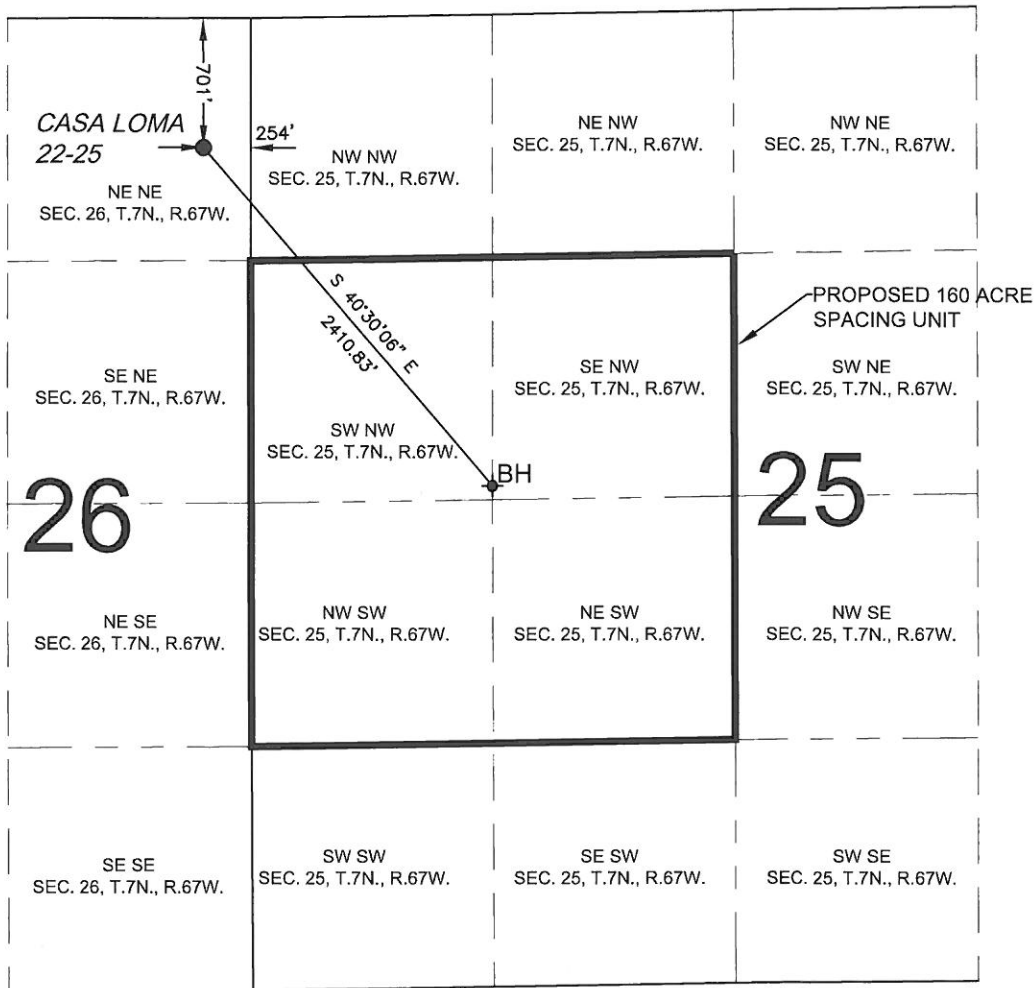 701'
CASA LOMA
22-25
254'
NE NE
SEC. 26, T.7N., R.67W.
NW NW
SEC. 25, T.7N., R.67W.
NE NW
SEC. 25, T.7N., R.67W.
NW NE
SEC. 25, T.7N., R.67W.
S 40°30'06" E
2410.83'
PROPOSED 160 ACRE
SPACING UNIT
SE NE
SEC. 26, T.7N., R.67W.
SW NW
SEC. 25, T.7N., R.67W.
SE NW
SEC. 25, T.7N., R.67W.
SW NE
SEC. 25, T.7N., R.67W.
BH
26
25
NE SE
SEC. 26, T.7N., R.67W.
NW SW
SEC. 25, T.7N., R.67W.
NE SW
SEC. 25, T.7N., R.67W.
NW SE
SEC. 25, T.7N., R.67W.
SE SE
SEC. 26, T.7N., R.67W.
SW SW
SEC. 25, T.7N., R.67W.
SE SW
SEC. 25, T.7N., R.67W.
SW SE
SEC. 25, T.7N., R.67W.